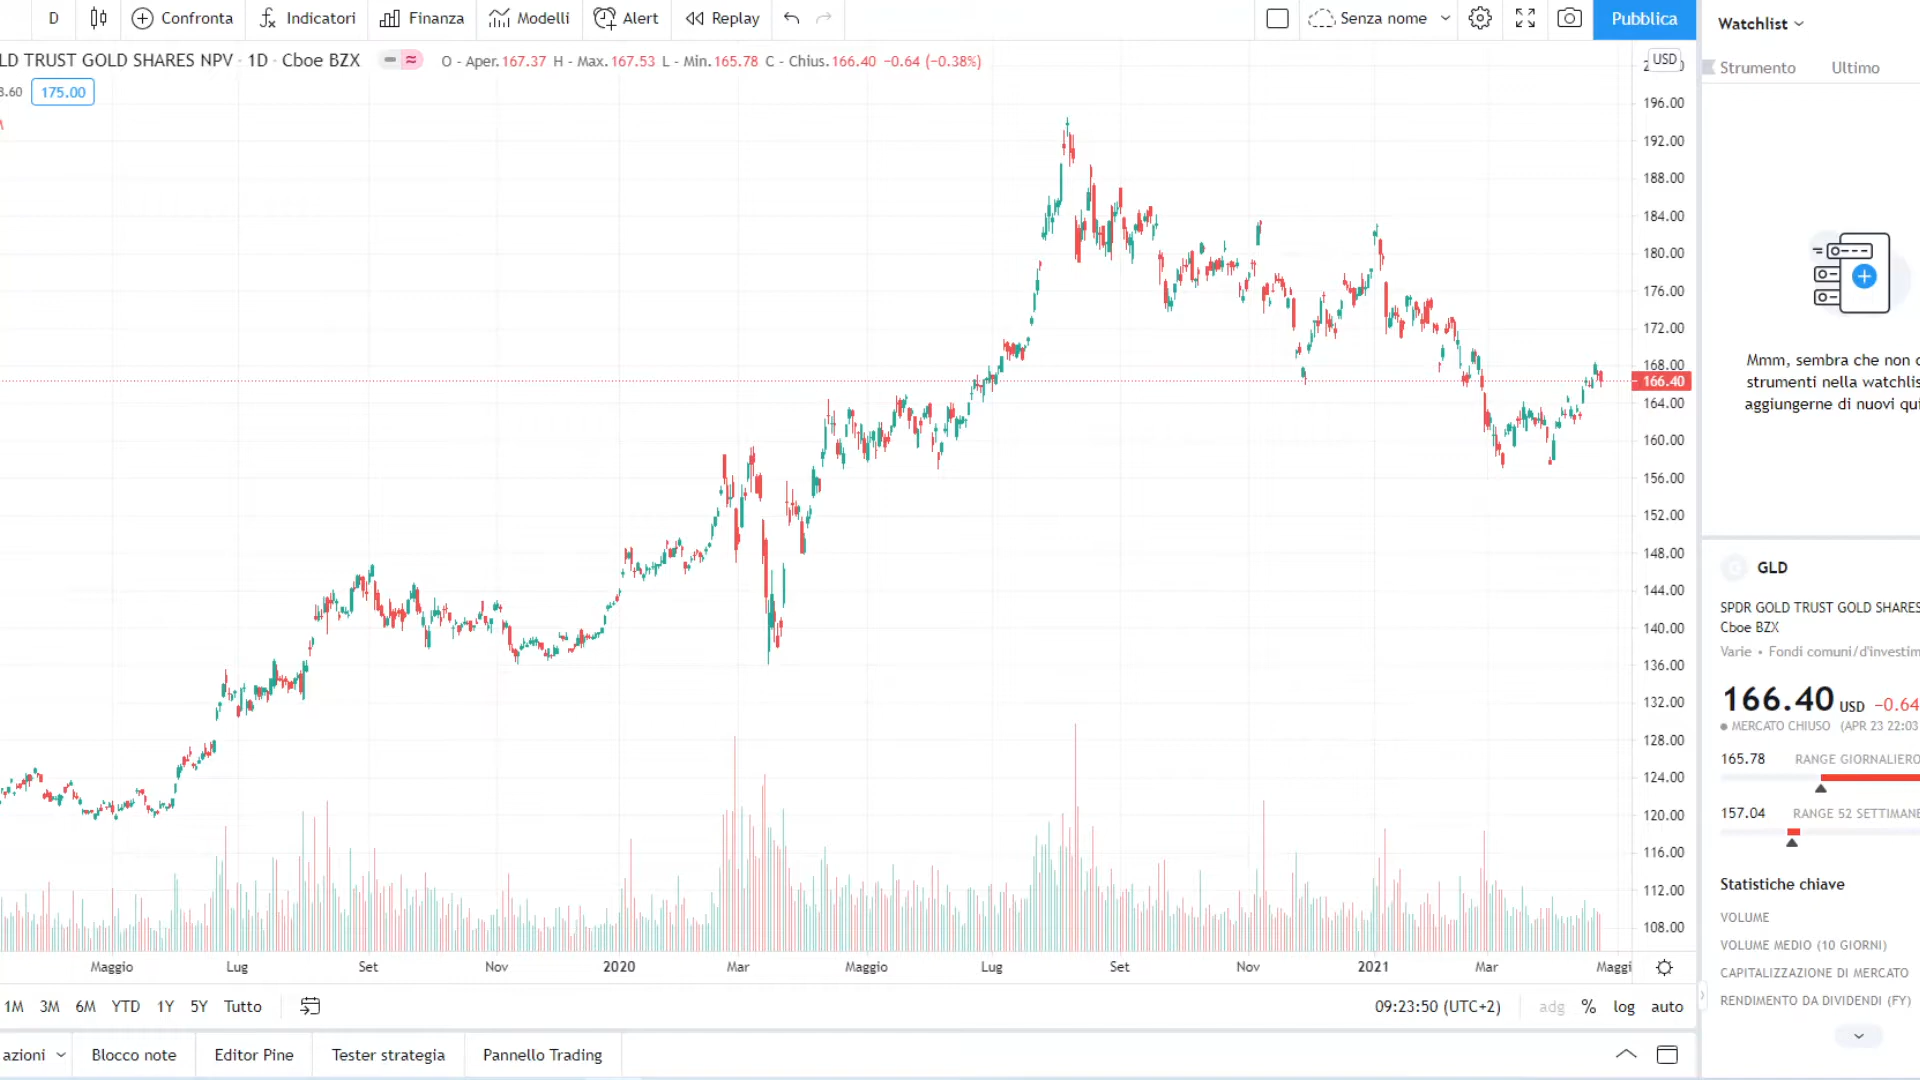 D Confronta Indicatori Finanza Modelli Alert Replay Senza nome Pubblica Watchlist
LD TRUST GOLD SHARES NPV · 1D · Cboe BZX O - Aper.167.37 H - Max.167.53 L - Min.165.78 C - Chius.166.40 −0.64 (−0.38%)
USD
Strumento Ultimo
3.60 175.00
196.00
192.00
188.00
184.00
180.00
176.00
172.00
168.00
166.40
164.00
160.00
156.00
152.00
148.00
144.00
140.00
136.00
132.00
128.00
124.00
120.00
116.00
112.00
108.00
Mmm, sembra che non
strumenti nella watchlis
aggiungerne di nuovi qui
GLD
SPDR GOLD TRUST GOLD SHARES
Cboe BZX
Varie • Fondi comuni/d'investim
166.40 USD −0.64
MERCATO CHIUSO (APR 23 22:03
165.78 RANGE GIORNALIERO
157.04 RANGE 52 SETTIMANE
Statistiche chiave
VOLUME
VOLUME MEDIO (10 GIORNI)
CAPITALIZZAZIONE DI MERCATO
RENDIMENTO DA DIVIDENDI (FY)
Maggio Lug Set Nov 2020 Mar Maggio Lug Set Nov 2021 Mar Maggi
1M 3M 6M YTD 1Y 5Y Tutto 09:23:50 (UTC+2) adg % log auto
azioni Blocco note Editor Pine Tester strategia Pannello Trading